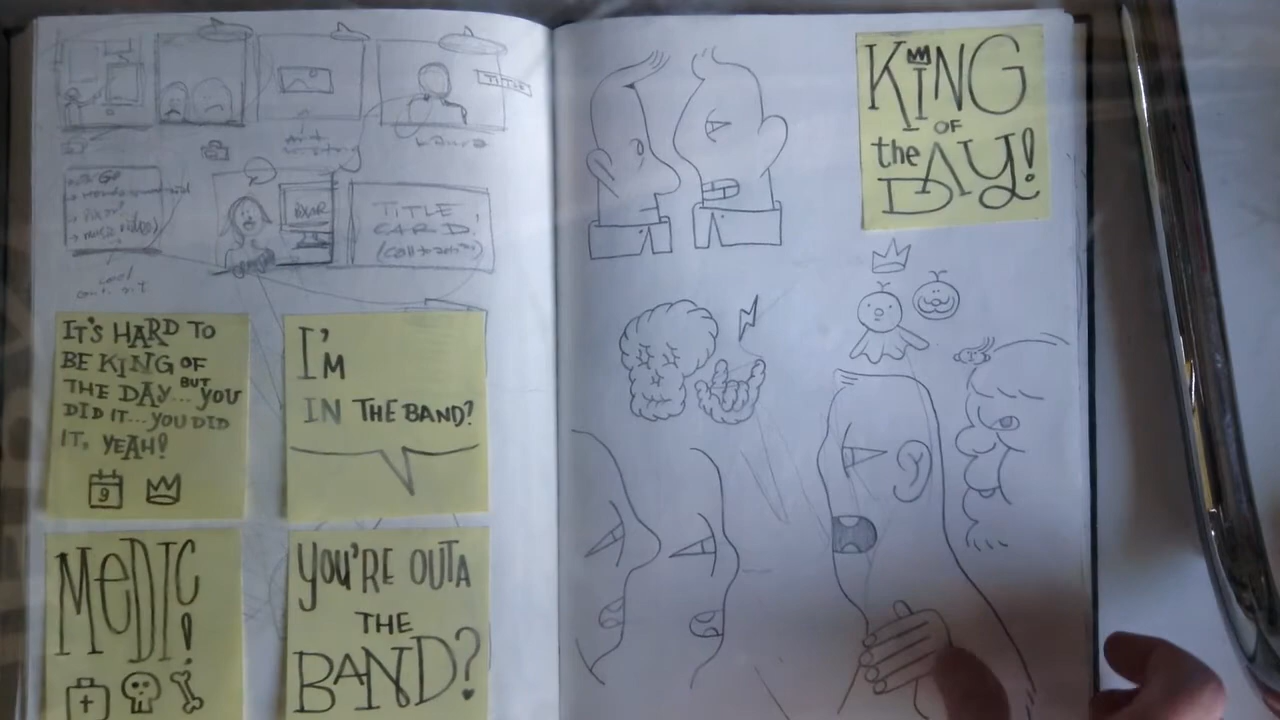 TITLE
Laura
TITLE
CARD
IT'S HARD TO
BE KING OF
THE DAY... BUT YOU
DID IT... YOU DID
IT, YEAH!
9
I'M
IN THE BAND?
MEDIC!
YOU'RE OUTA
THE
BAND?
KING
OF
the DAY!